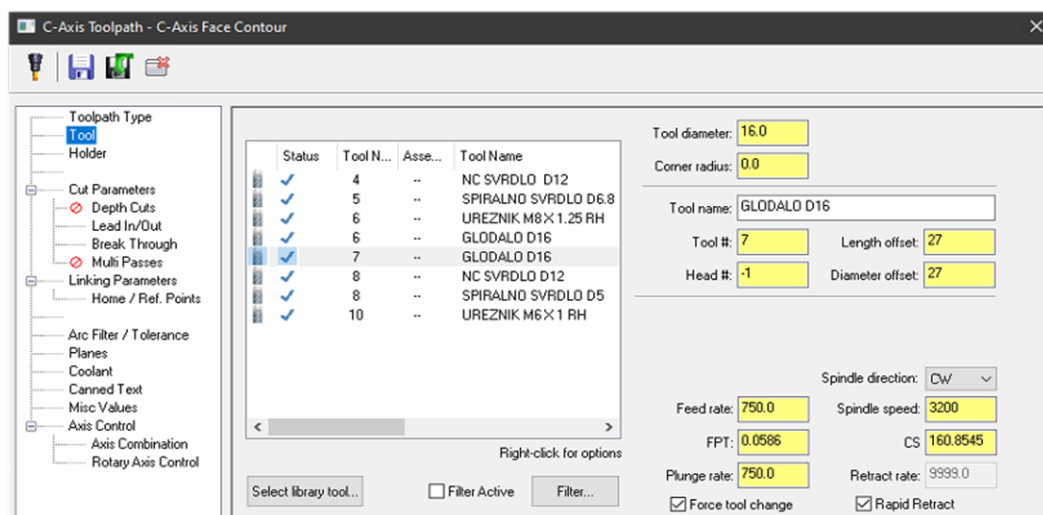 C-Axis Toolpath - C-Axis Face Contour
Toolpath Type
Tool
Holder
Cut Parameters
Depth Cuts
Lead In/Out
Break Through
Multi Passes
Linking Parameters
Home / Ref. Points
Arc Filter / Tolerance
Planes
Coolant
Canned Text
Misc Values
Axis Control
Axis Combination
Rotary Axis Control
Status Tool N... Asse... Tool Name
4 -- NC SVRDLO D12
5 -- SPIRALNO SVRDLO D6.8
6 -- UREZNIK M8X1.25 RH
6 -- GLODALO D16
7 -- GLODALO D16
8 -- NC SVRDLO D12
8 -- SPIRALNO SVRDLO D5
10 -- UREZNIK M6X1 RH
Right-click for options
Select library tool...
Filter Active
Filter...
Tool diameter: 16.0
Corner radius: 0.0
Tool name: GLODALO D16
Tool #: 7 Length offset: 27
Head #: -1 Diameter offset: 27
Spindle direction: CW
Feed rate: 750.0 Spindle speed: 3200
FPT: 0.0586 CS 160.8545
Plunge rate: 750.0 Retract rate: 9999.0
Force tool change Rapid Retract